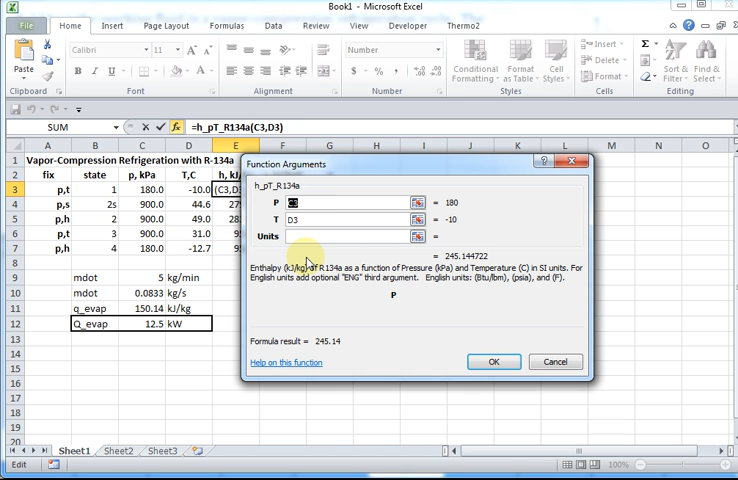 Book1 - Microsoft Excel
File Home Insert Page Layout Formulas Data Review View Developer Thermo2
Paste
Clipboard
Calibri 11
B I U
Font
Alignment
Number
$ % ,
Number
Conditional Formatting
Format as Table
Cell Styles
Styles
Insert
Delete
Format
Cells
Σ
Sort & Filter
Find & Select
Editing
SUM fx =h_pT_R134a(C3,D3)
A B C D E F G H I J K L M N O
1 Vapor-Compression Refrigeration with R-134a
2 fix state p, kPa T,C h, kJ/
3 p,t 1 180.0 -10.0 (C3,D3
4 p,s 2s 900.0 44.6
5 p,h 2 900.0 49.0
6 p,t 3 900.0 31.0
7 p,h 4 180.0 -12.7
8
9 mdot 5 kg/min
10 mdot 0.0833 kg/s
11 q_evap 150.14 kJ/kg
12 Q_evap 12.5 kW
13
14
15
16
17
18
19
20
Function Arguments
h_pT_R134a
P C3 = 180
T D3 = -10
Units =
= 245.144722
Enthalpy (kJ/kg) of R134a as a function of Pressure (kPa) and Temperature (C) in SI units. For
English units add optional "ENG" third argument. English units: (Btu/lbm), (psia), and (F).
P
Formula result = 245.14
Help on this function
OK Cancel
Sheet1 Sheet2 Sheet3
Edit 100%